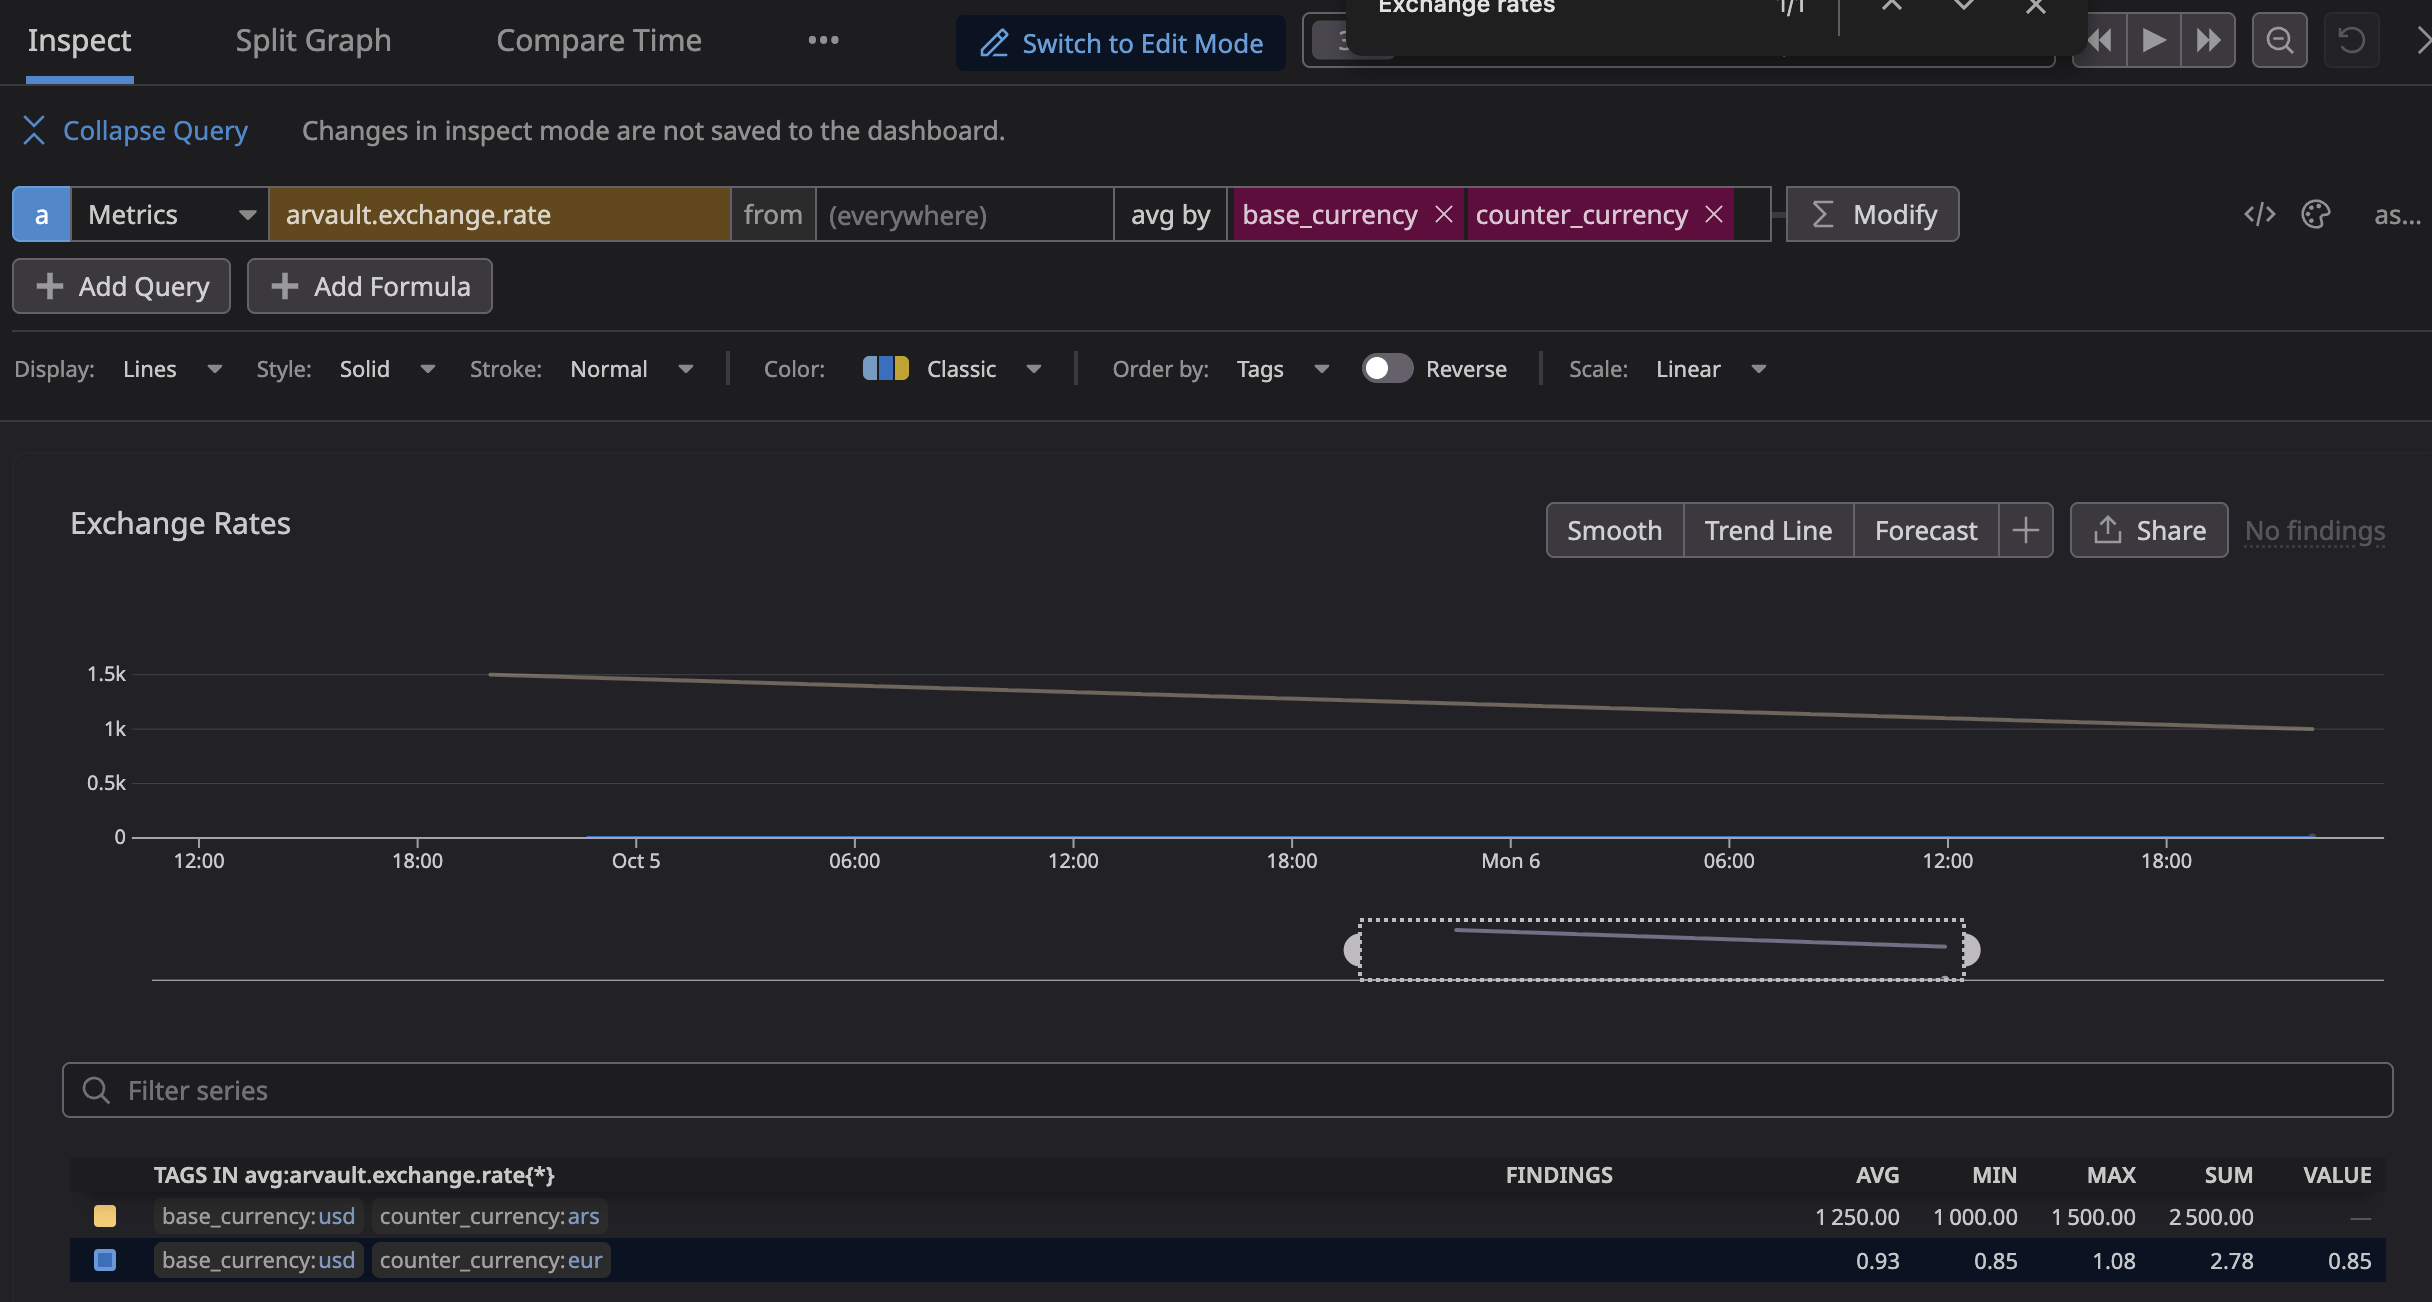 Exchange rates 1/1
Inspect Split Graph Compare Time ••• Switch to Edit Mode
Collapse Query Changes in inspect mode are not saved to the dashboard.
a Metrics arvault.exchange.rate from (everywhere) avg by base_currency counter_currency Modify as...
Add Query Add Formula
Display: Lines Style: Solid Stroke: Normal Color: Classic Order by: Tags Reverse Scale: Linear
Exchange Rates
Smooth Trend Line Forecast Share No findings
1.5k
1k
0.5k
0
12:00 18:00 Oct 5 06:00 12:00 18:00 Mon 6 06:00 12:00 18:00
Filter series
TAGS IN avg:arvault.exchange.rate{*} FINDINGS AVG MIN MAX SUM VALUE
base_currency:usd counter_currency:ars 1 250.00 1 000.00 1 500.00 2 500.00 —
base_currency:usd counter_currency:eur 0.93 0.85 1.08 2.78 0.85